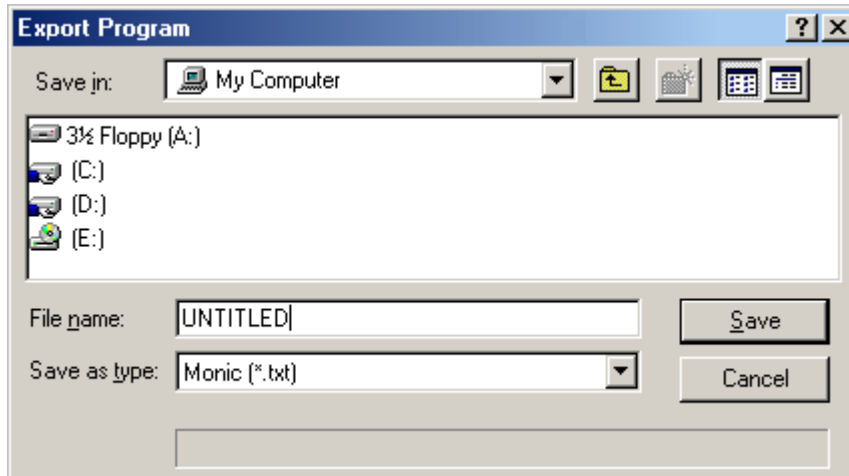 Export Program
Save in: My Computer
3½ Floppy (A:)
(C:)
(D:)
(E:)
File name: UNTITLED
Save
Save as type: Monic (*.txt)
Cancel